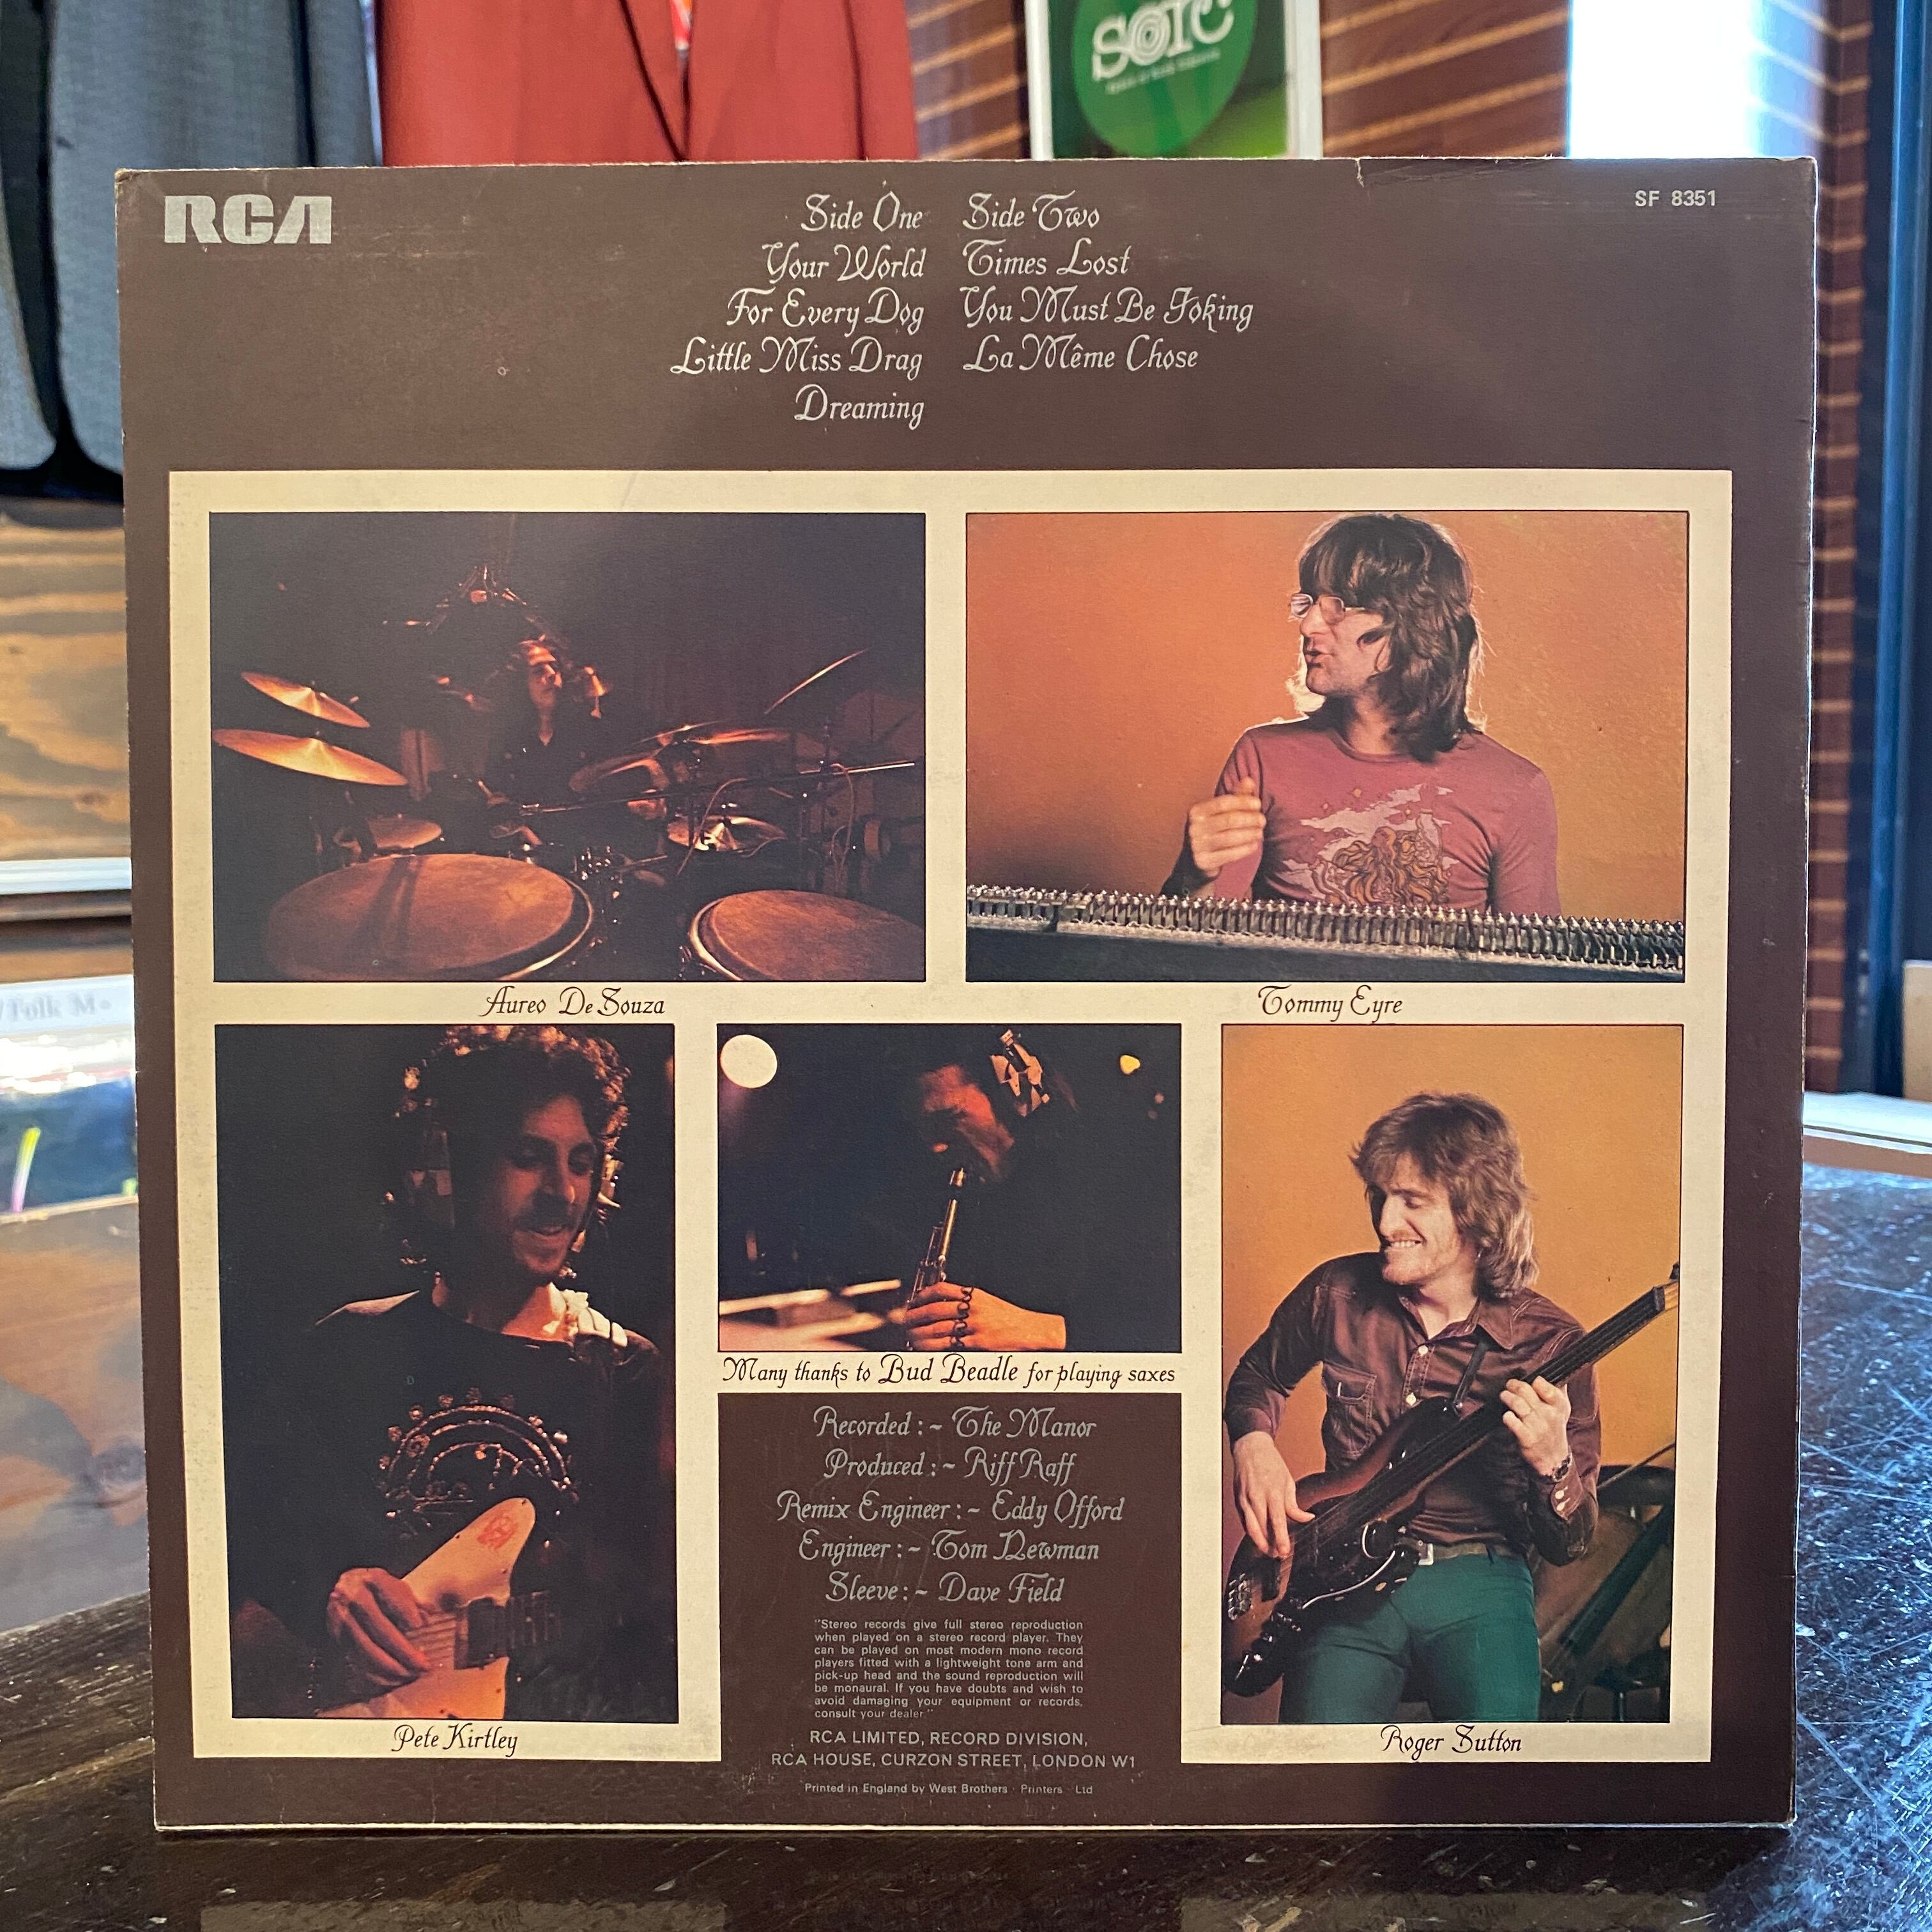 SOTC
RCA
SF 8351
Side One
Your World
For Every Dog
Little Miss Drag
Dreaming
Side Two
Times Lost
You Must Be Joking
La Même Chose
Aureo De Souza
Tommy Eyre
Folk M
Many thanks to Bud Beadle for playing saxes
Recorded :~ The Manor
Produced :~ Riff Raff
Remix Engineer :~ Eddy Offord
Engineer :~ Tom Newman
Sleeve :~ Dave Field
"Stereo records give full stereo reproduction
when played on a stereo record player. They
can be played on most modern mono record
players fitted with a lightweight tone arm and
pick-up head and the sound reproduction will
be monaural. If you have doubts and wish to
avoid damaging your equipment or records,
consult your dealer."
RCA LIMITED, RECORD DIVISION,
RCA HOUSE, CURZON STREET, LONDON W1
Printed in England by West Brothers · Printers · Ltd
Pete Kirtley
Roger Sutton